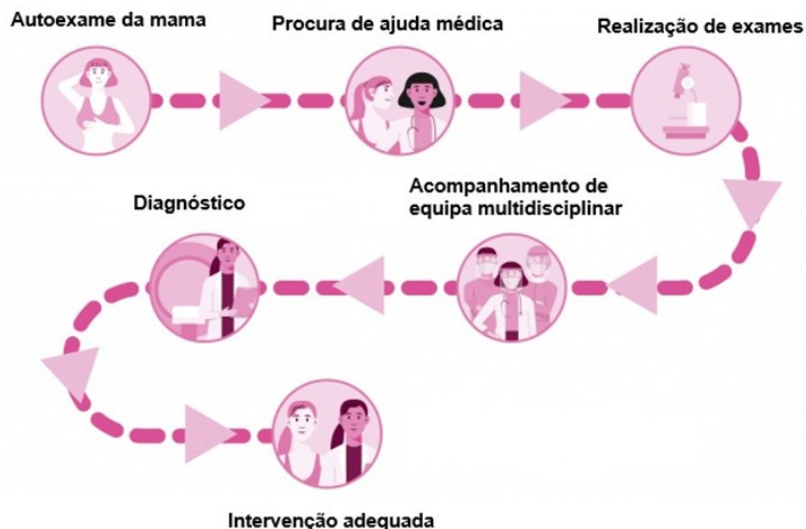 Autoexame da mama
Procura de ajuda médica
Realização de exames
Acompanhamento de
equipa multidisciplinar
Diagnóstico
Intervenção adequada